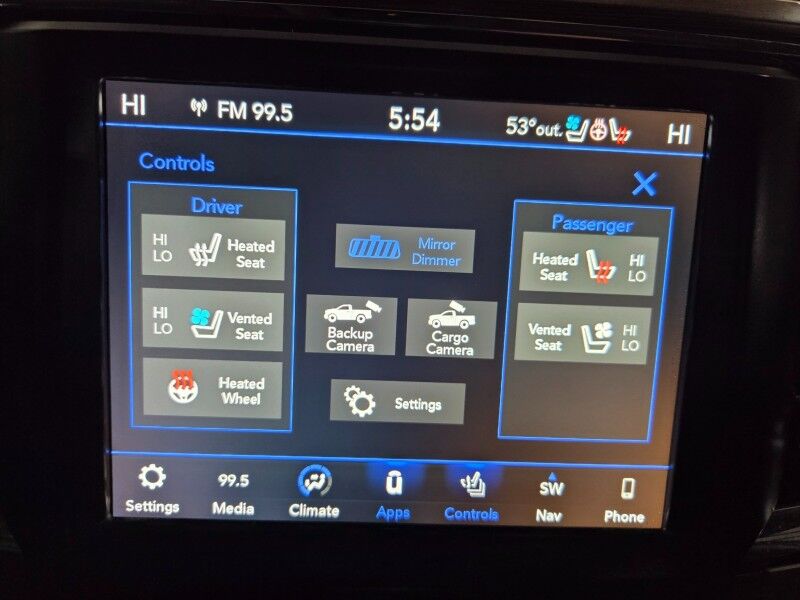 HI FM 99.5 5:54 53°out. HI
Controls
Driver
Passenger
HI
LO
Heated
Seat
Mirror
Dimmer
Heated
Seat
HI
LO
HI
LO
Vented
Seat
Backup
Camera
Cargo
Camera
Vented
Seat
HI
LO
Heated
Wheel
Settings
99.5
SW
Settings
Media
Climate
Apps
Controls
Nav
Phone